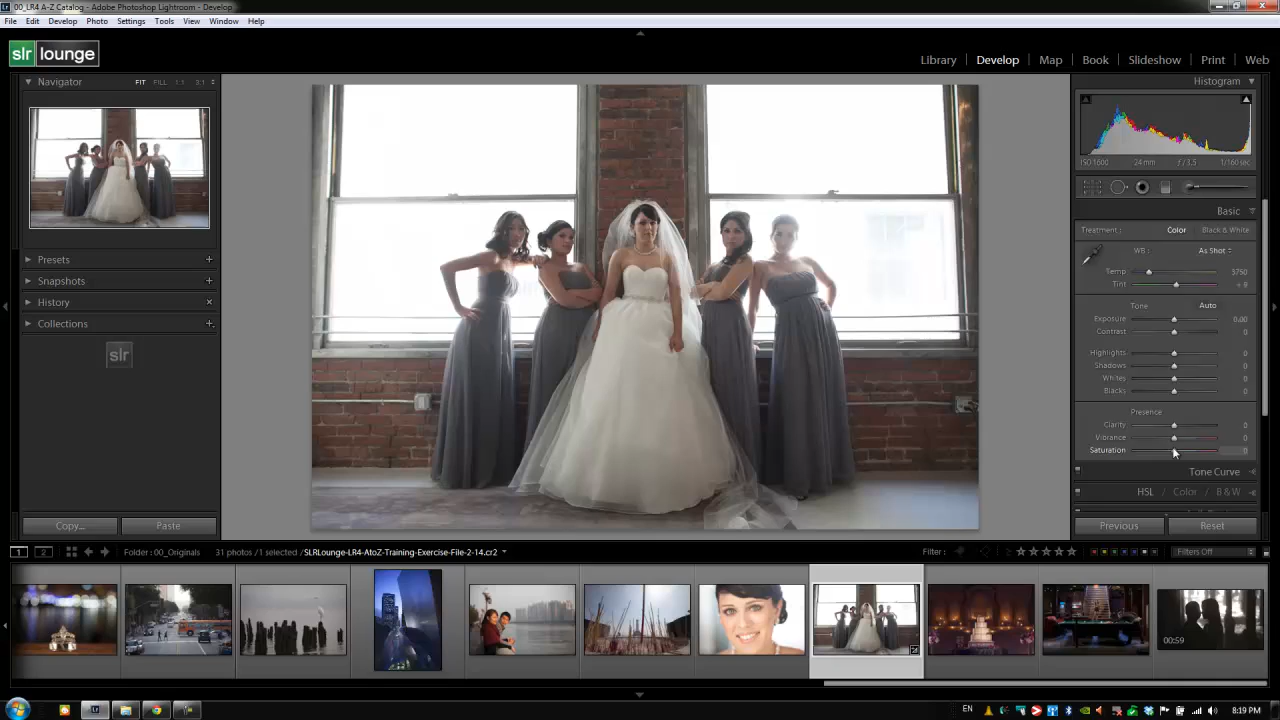 00_LR4 A-Z Catalog - Adobe Photoshop Lightroom - Develop
File Edit Develop Photo Settings Tools View Window Help
slr lounge
Library Develop Map Book Slideshow Print Web
Navigator FIT FILL 1:1 3:1
Histogram
ISO 1600 24 mm f / 3.5 1/160 sec
Basic
Treatment : Color Black & White
WB : As Shot
Temp 3750
Tint + 9
Tone Auto
Exposure 0.00
Contrast 0
Highlights 0
Shadows 0
Whites 0
Blacks 0
Presence
Clarity 0
Vibrance 0
Saturation 0
Tone Curve
HSL / Color / B & W
Previous Reset
Presets
Snapshots
History
Collections
slr
Copy... Paste
1 2 Folder : 00_Originals 31 photos /1 selected /SLRLounge-LR4-AtoZ-Training-Exercise-File-2-14.cr2 Filter : Filters Off
00:59
EN 8:19 PM